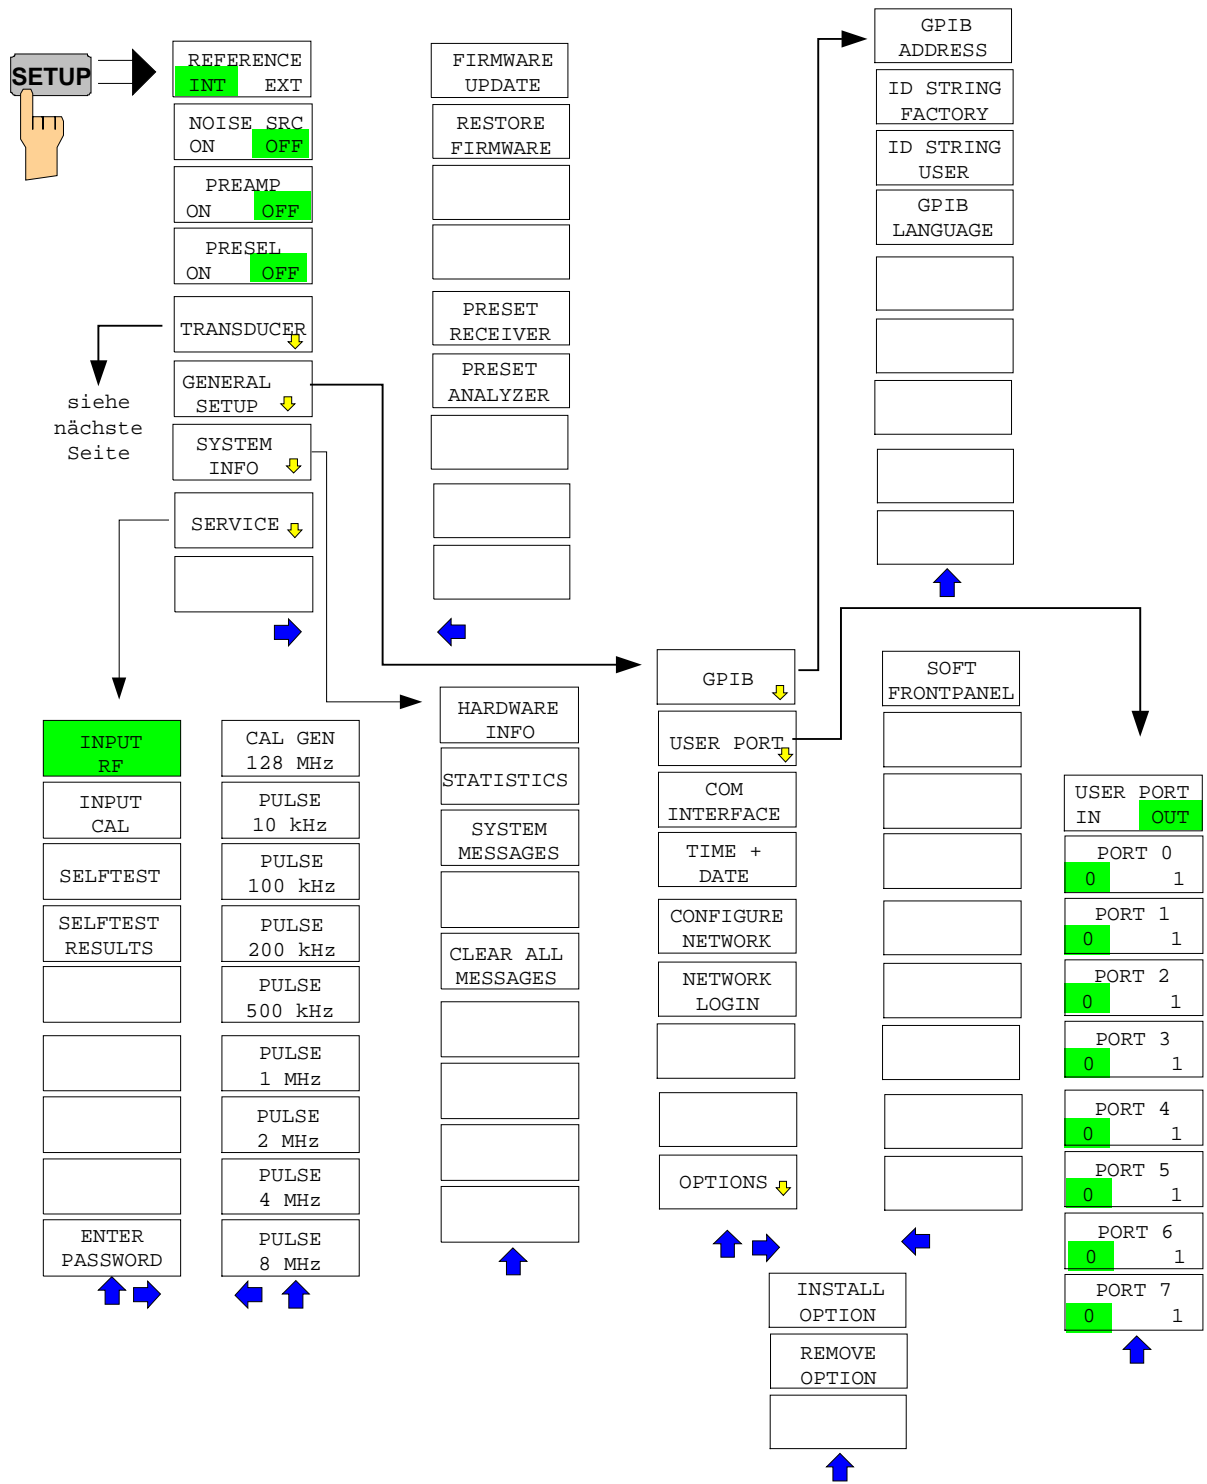 SETUP
REFERENCE
INT EXT
NOISE SRC
ON OFF
PREAMP
ON OFF
PRESEL
ON OFF
TRANSDUCER
GENERAL
SETUP
SYSTEM
INFO
SERVICE
siehe
nächste
Seite
FIRMWARE
UPDATE
RESTORE
FIRMWARE
PRESET
RECEIVER
PRESET
ANALYZER
GPIB
ADDRESS
ID STRING
FACTORY
ID STRING
USER
GPIB
LANGUAGE
INPUT
RF
INPUT
CAL
SELFTEST
SELFTEST
RESULTS
ENTER
PASSWORD
CAL GEN
128 MHz
PULSE
10 kHz
PULSE
100 kHz
PULSE
200 kHz
PULSE
500 kHz
PULSE
1 MHz
PULSE
2 MHz
PULSE
4 MHz
PULSE
8 MHz
HARDWARE
INFO
STATISTICS
SYSTEM
MESSAGES
CLEAR ALL
MESSAGES
GPIB
USER PORT
COM
INTERFACE
TIME +
DATE
CONFIGURE
NETWORK
NETWORK
LOGIN
OPTIONS
SOFT
FRONTPANEL
INSTALL
OPTION
REMOVE
OPTION
USER PORT
IN OUT
PORT 0
0 1
PORT 1
0 1
PORT 2
0 1
PORT 3
0 1
PORT 4
0 1
PORT 5
0 1
PORT 6
0 1
PORT 7
0 1